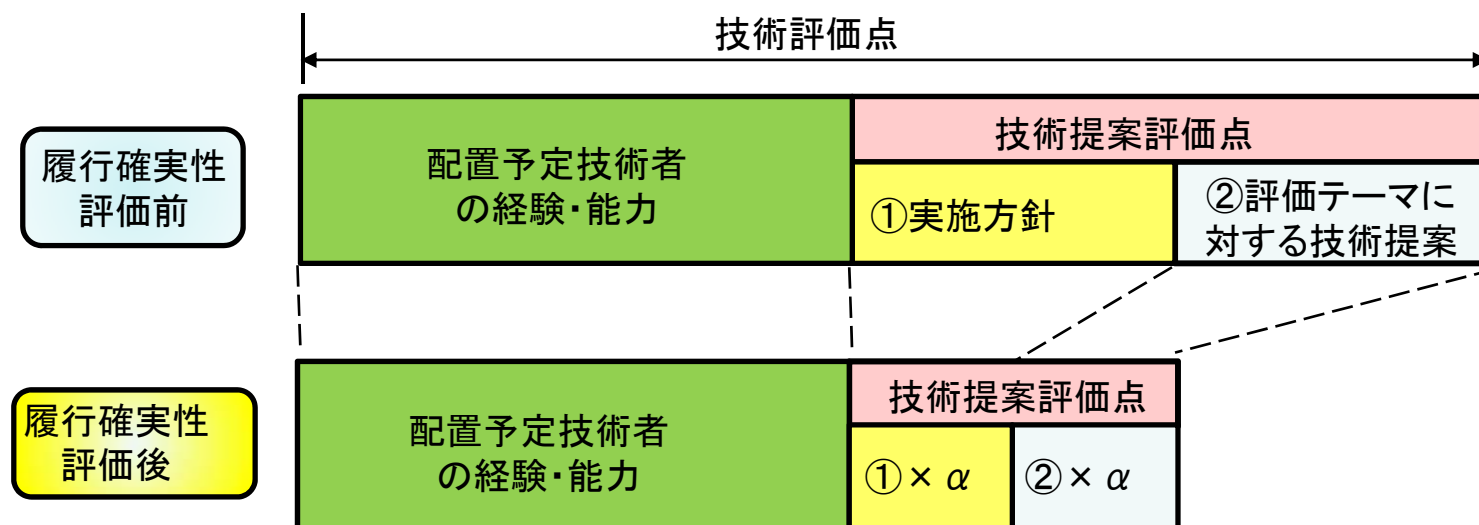 技術評価点
履行確実性
評価前
配置予定技術者
の経験・能力
技術提案評価点
①実施方針
②評価テーマに
対する技術提案
履行確実性
評価後
配置予定技術者
の経験・能力
技術提案評価点
①× α
②× α